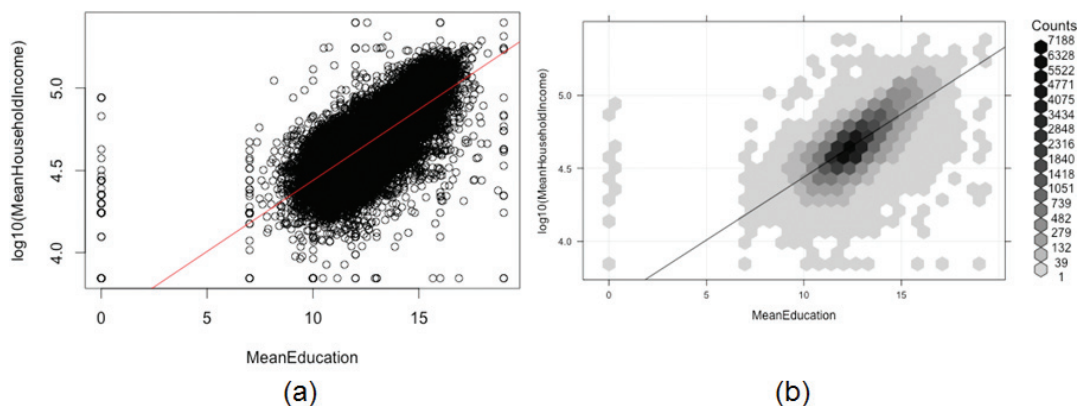 log10(MeanHouseholdIncome)
5.0
4.5
4.0
0 5 10 15
MeanEducation
(a)
log10(MeanHouseholdIncome)
5.0
4.5
4.0
0 5 10 15
MeanEducation
(b)
Counts
7188
6328
5522
4771
4075
3434
2848
2316
1840
1418
1051
739
482
279
132
39
1